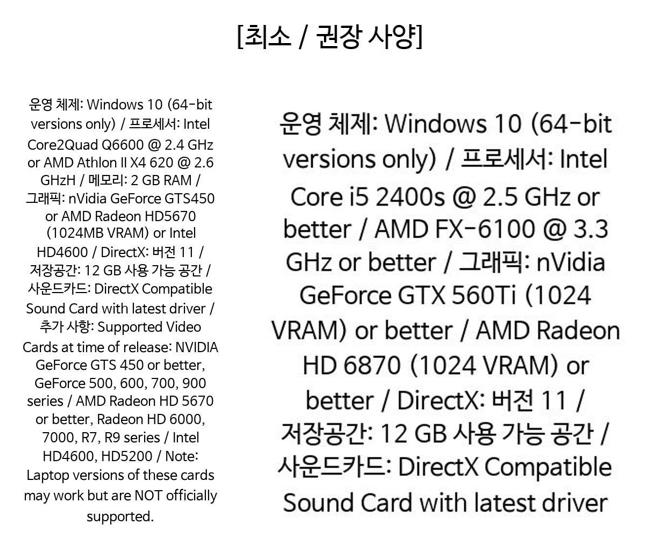 [최소 / 권장 사양]
운영 체제: Windows 10 (64-bit
versions only) / 프로세서: Intel
Core2Quad Q6600 @ 2.4 GHz
or AMD Athlon II X4 620 @ 2.6
GHzH / 메모리: 2 GB RAM /
그래픽: nVidia GeForce GTS450
or AMD Radeon HD5670
(1024MB VRAM) or Intel
HD4600 / DirectX: 버전 11 /
저장공간: 12 GB 사용 가능 공간 /
사운드카드: DirectX Compatible
Sound Card with latest driver /
추가 사항: Supported Video
Cards at time of release: NVIDIA
GeForce GTS 450 or better,
GeForce 500, 600, 700, 900
series / AMD Radeon HD 5670
or better, Radeon HD 6000,
7000, R7, R9 series / Intel
HD4600, HD5200 / Note:
Laptop versions of these cards
may work but are NOT officially
supported.
운영 체제: Windows 10 (64-bit
versions only) / 프로세서: Intel
Core i5 2400s @ 2.5 GHz or
better / AMD FX-6100 @ 3.3
GHz or better / 그래픽: nVidia
GeForce GTX 560Ti (1024
VRAM) or better / AMD Radeon
HD 6870 (1024 VRAM) or
better / DirectX: 버전 11 /
저장공간: 12 GB 사용 가능 공간 /
사운드카드: DirectX Compatible
Sound Card with latest driver